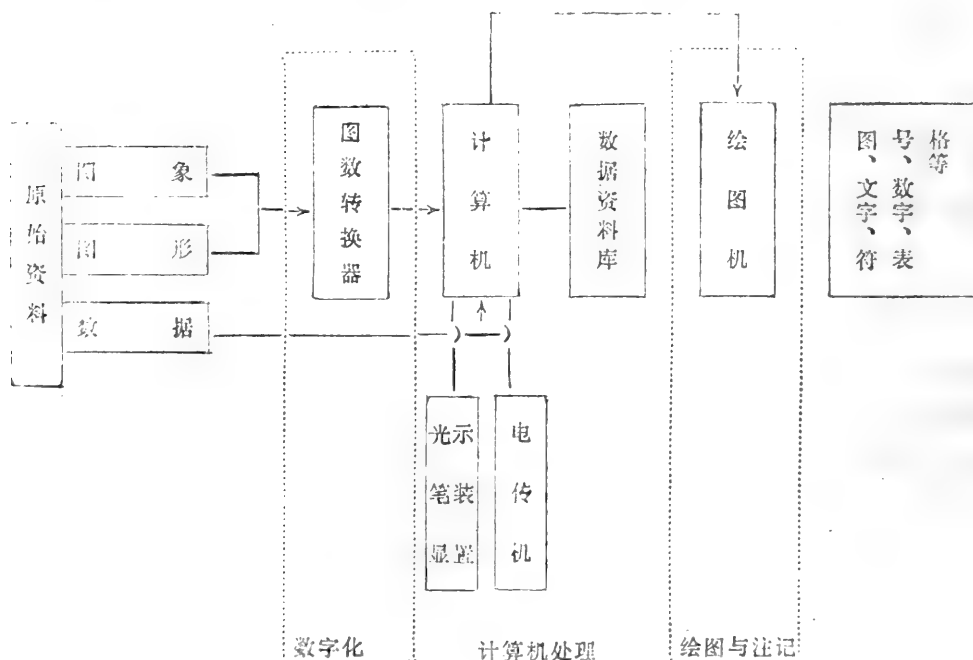 原始资料
图象
图形
数据
图数转换器
计算机
数据资料库
绘图机
图、文字、符
号、数字、表
格等
光笔显
示装置
电传机
数字化
计算机处理
绘图与注记